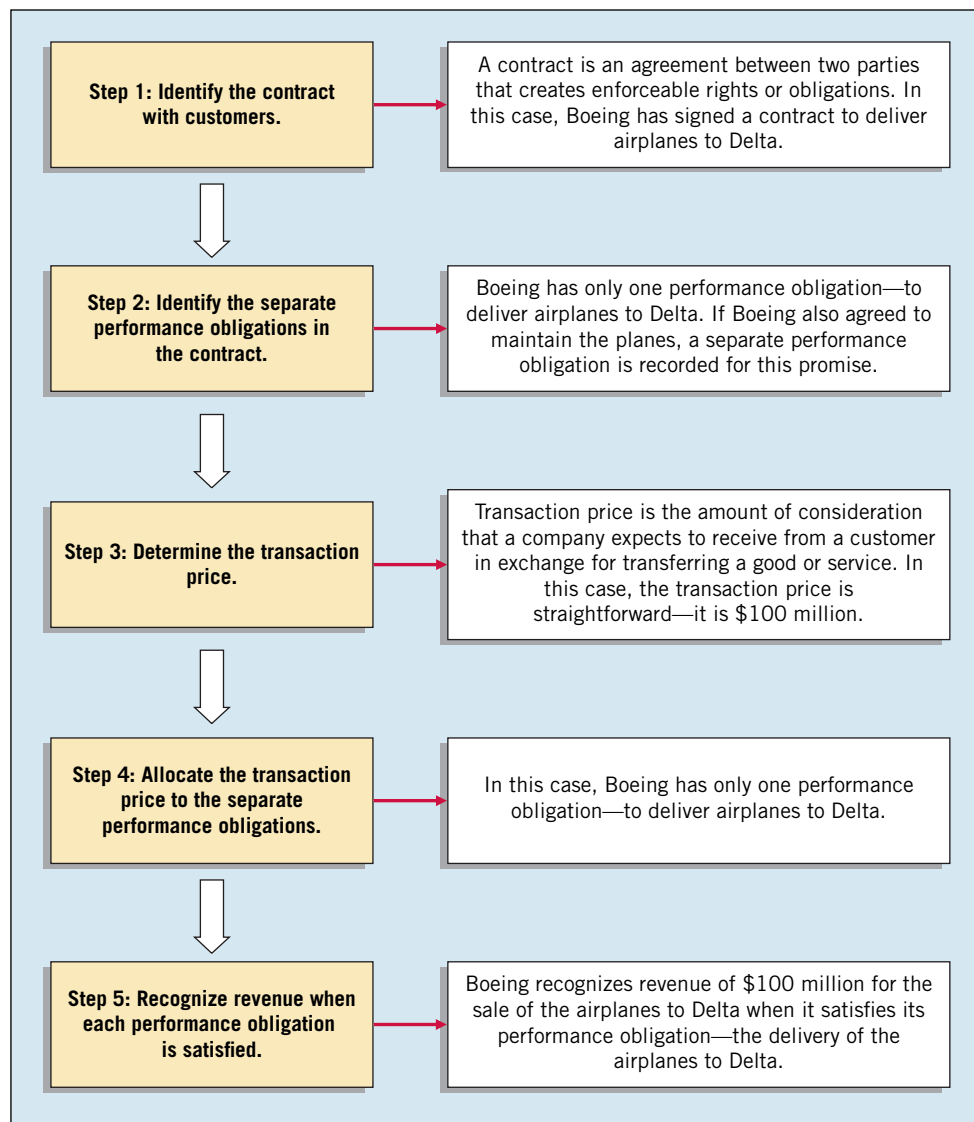 Step 1: Identify the contract
with customers.
A contract is an agreement between two parties
that creates enforceable rights or obligations. In
this case, Boeing has signed a contract to deliver
airplanes to Delta.
Step 2: Identify the separate
performance obligations in
the contract.
Boeing has only one performance obligation—to
deliver airplanes to Delta. If Boeing also agreed to
maintain the planes, a separate performance
obligation is recorded for this promise.
Step 3: Determine the transaction
price.
Transaction price is the amount of consideration
that a company expects to receive from a customer
in exchange for transferring a good or service. In
this case, the transaction price is
straightforward—it is $100 million.
Step 4: Allocate the transaction
price to the separate
performance obligations.
In this case, Boeing has only one performance
obligation—to deliver airplanes to Delta.
Step 5: Recognize revenue when
each performance obligation
is satisfied.
Boeing recognizes revenue of $100 million for the
sale of the airplanes to Delta when it satisfies its
performance obligation—the delivery of the
airplanes to Delta.